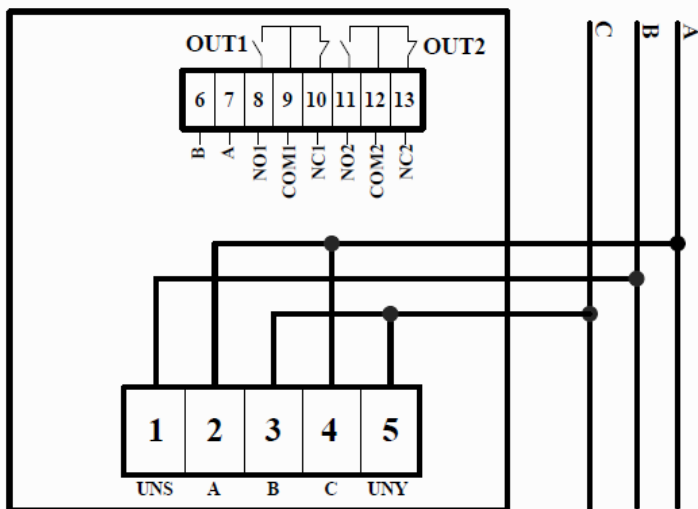 OUT1 OUT2
6 7 8 9 10 11 12 13
B A NO1 COM1 NC1 NO2 COM2 NC2
C B A
1 2 3 4 5
UNS A B C UNY